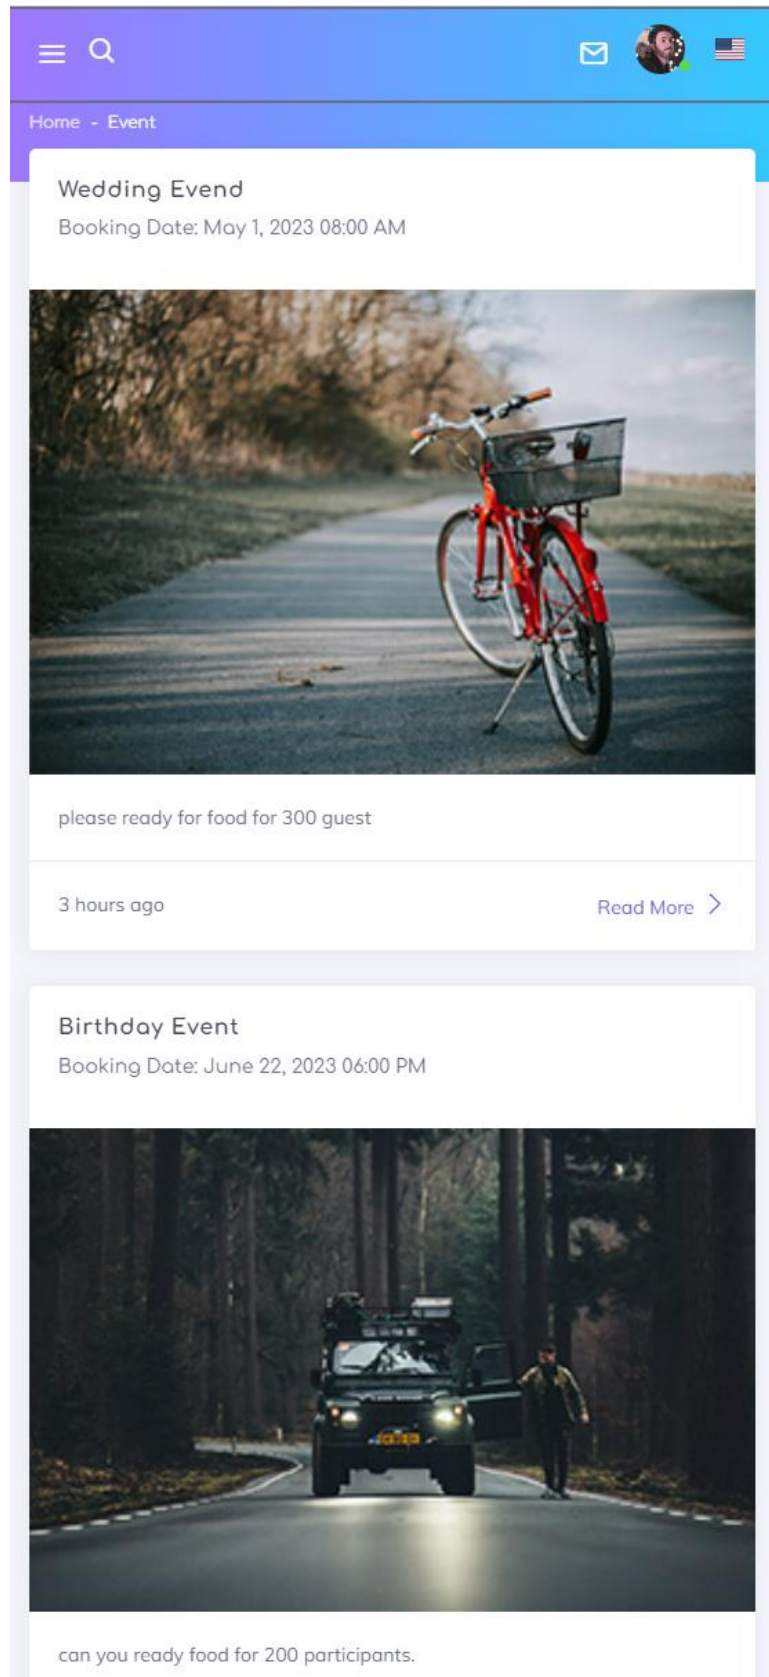 Home - Event
Wedding Evend
Booking Date: May 1, 2023 08:00 AM
please ready for food for 300 guest
3 hours ago
Read More
Birthday Event
Booking Date: June 22, 2023 06:00 PM
can you ready food for 200 participants.